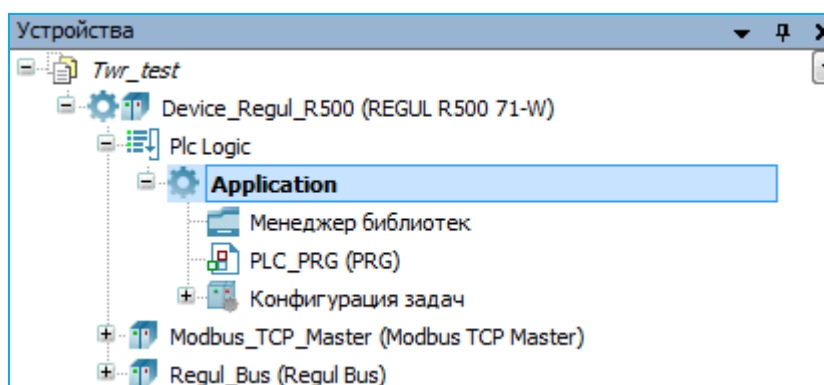 Устройства
Twr_test
Device_Regul_R500 (REGUL R500 71-W)
Plc Logic
Application
Менеджер библиотек
PLC_PRG (PRG)
Конфигурация задач
Modbus_TCP_Master (Modbus TCP Master)
Regul_Bus (Regul Bus)